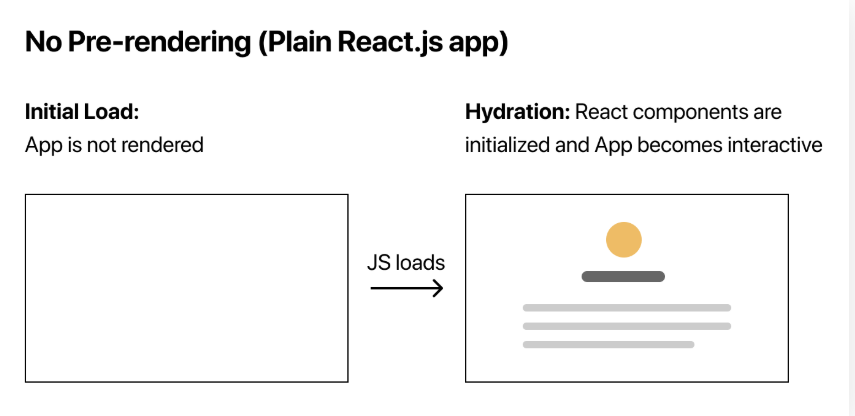 No Pre-rendering (Plain React.js app)
Initial Load:
App is not rendered
Hydration: React components are
initialized and App becomes interactive
JS loads